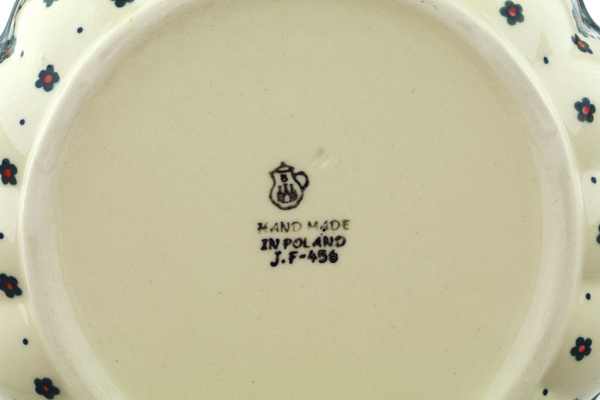 B
HAND MADE
IN POLAND
J.F-456